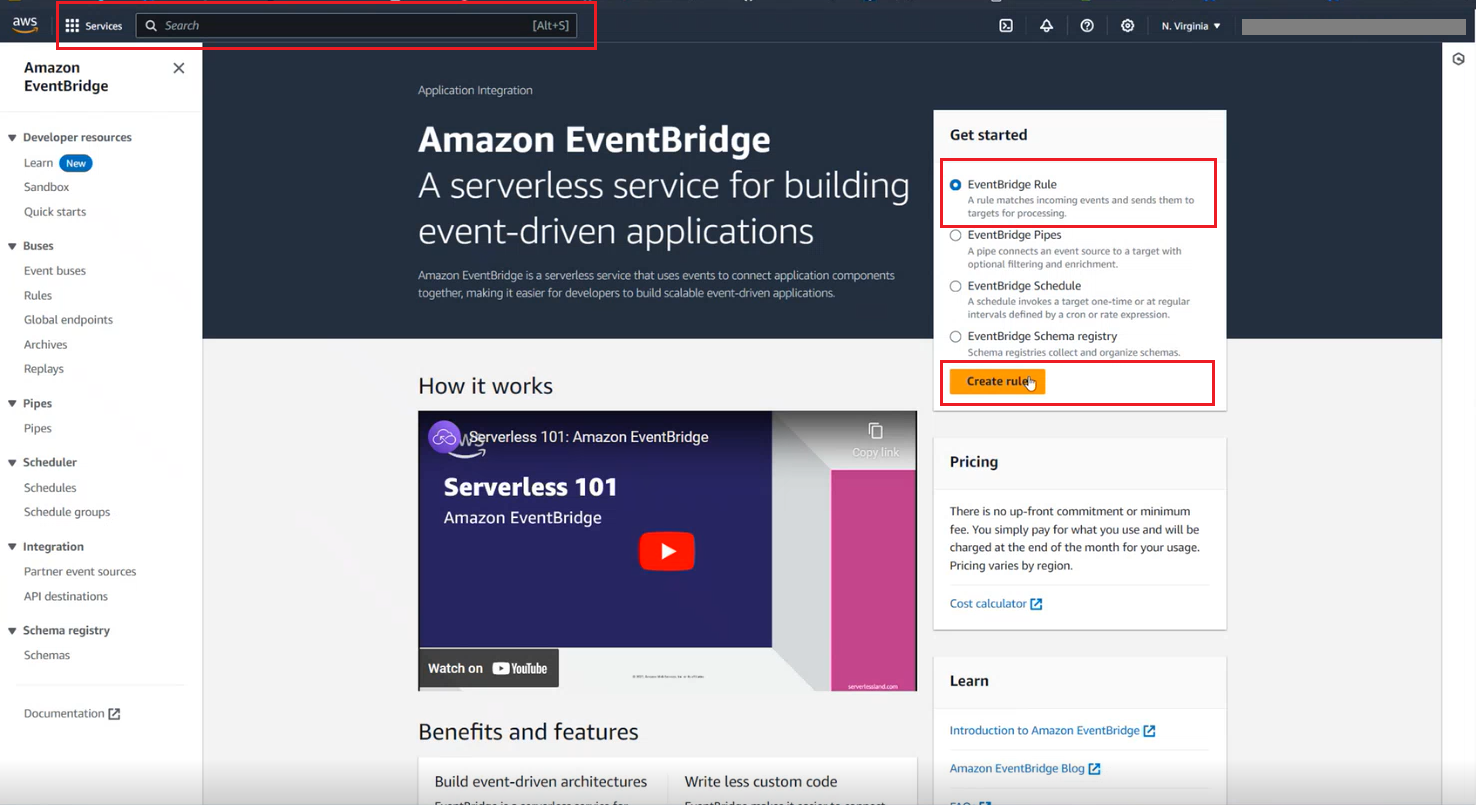 aws
Services
Search
[Alt+S]
N. Virginia
Amazon
EventBridge
Developer resources
Learn New
Sandbox
Quick starts
Buses
Event buses
Rules
Global endpoints
Archives
Replays
Pipes
Pipes
Scheduler
Schedules
Schedule groups
Integration
Partner event sources
API destinations
Schema registry
Schemas
Documentation
Application Integration
Amazon EventBridge
A serverless service for building
event-driven applications
Amazon EventBridge is a serverless service that uses events to connect application components
together, making it easier for developers to build scalable event-driven applications.
Get started
EventBridge Rule
A rule matches incoming events and sends them to
targets for processing.
EventBridge Pipes
A pipe connects an event source to a target with
optional filtering and enrichment.
EventBridge Schedule
A schedule invokes a target one-time or at regular
intervals defined by a cron or rate expression.
EventBridge Schema registry
Schema registries collect and organize schemas.
Create rule
How it works
aws
Serverless 101: Amazon EventBridge
Copy link
Serverless 101
Amazon EventBridge
Watch on YouTube
serverlessland.com
Pricing
There is no up-front commitment or minimum
fee. You simply pay for what you use and will be
charged at the end of the month for your usage.
Pricing varies by region.
Cost calculator
Learn
Introduction to Amazon EventBridge
Amazon EventBridge Blog
Benefits and features
Build event-driven architectures
Write less custom code